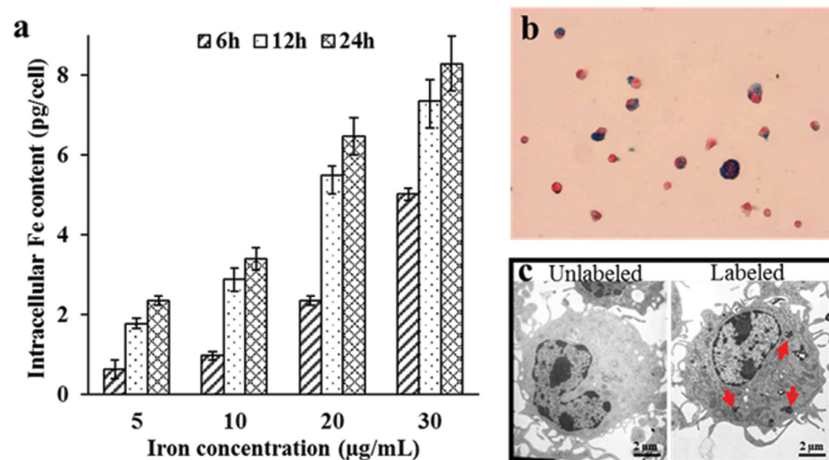 a
6h 12h 24h
Intracellular Fe content (pg/cell)
8
6
4
2
0
5 10 20 30
Iron concentration (µg/mL)
b
c
Unlabeled Labeled
2 µm 2 µm